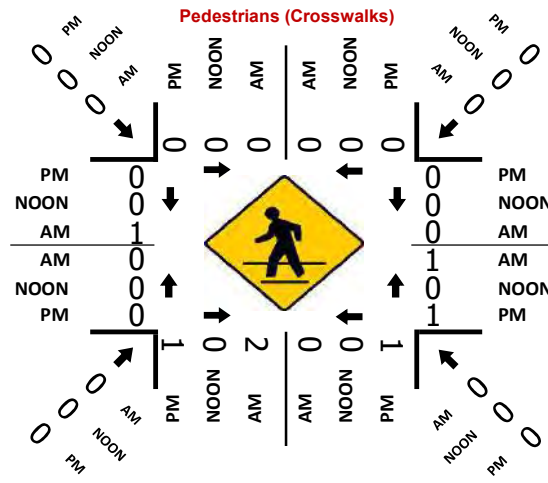 Pedestrians (Crosswalks)
0 PM
0 NOON
0 AM
PM NOON AM AM NOON PM
0 PM
0 NOON
0 AM
0 0 0 0 0 0
PM 0 0 PM
NOON 0 0 NOON
AM 1 0 AM
AM 0 1 AM
NOON 0 0 NOON
PM 0 1 PM
1 0 2 0 0 1
PM NOON AM AM NOON PM
0 AM
0 NOON
0 PM
AM 0
NOON 0
PM 0